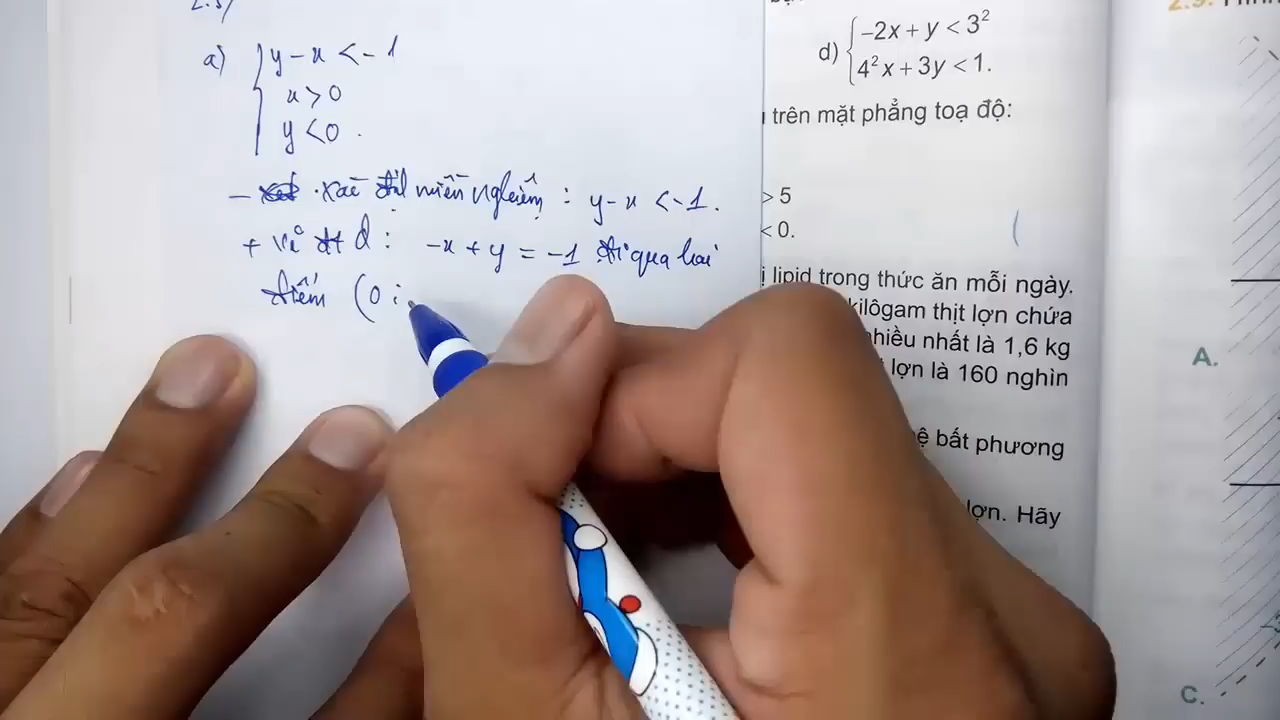 2.5/
a) { y - x < -1
x > 0
y < 0 .
- Xác định miền nghiệm : y - x < -1.
+ Vẽ đt d : -x + y = -1 đi qua hai
điểm (0 ;
d) { -2x + y < 3²
4²x + 3y < 1.
trên mặt phẳng toạ độ:
> 5
< 0.
lipid trong thức ăn mỗi ngày.
kilôgam thịt lợn chứa
nhiều nhất là 1,6 kg
lợn là 160 nghìn
bất phương
lợn. Hãy
2.9.
A.
C.